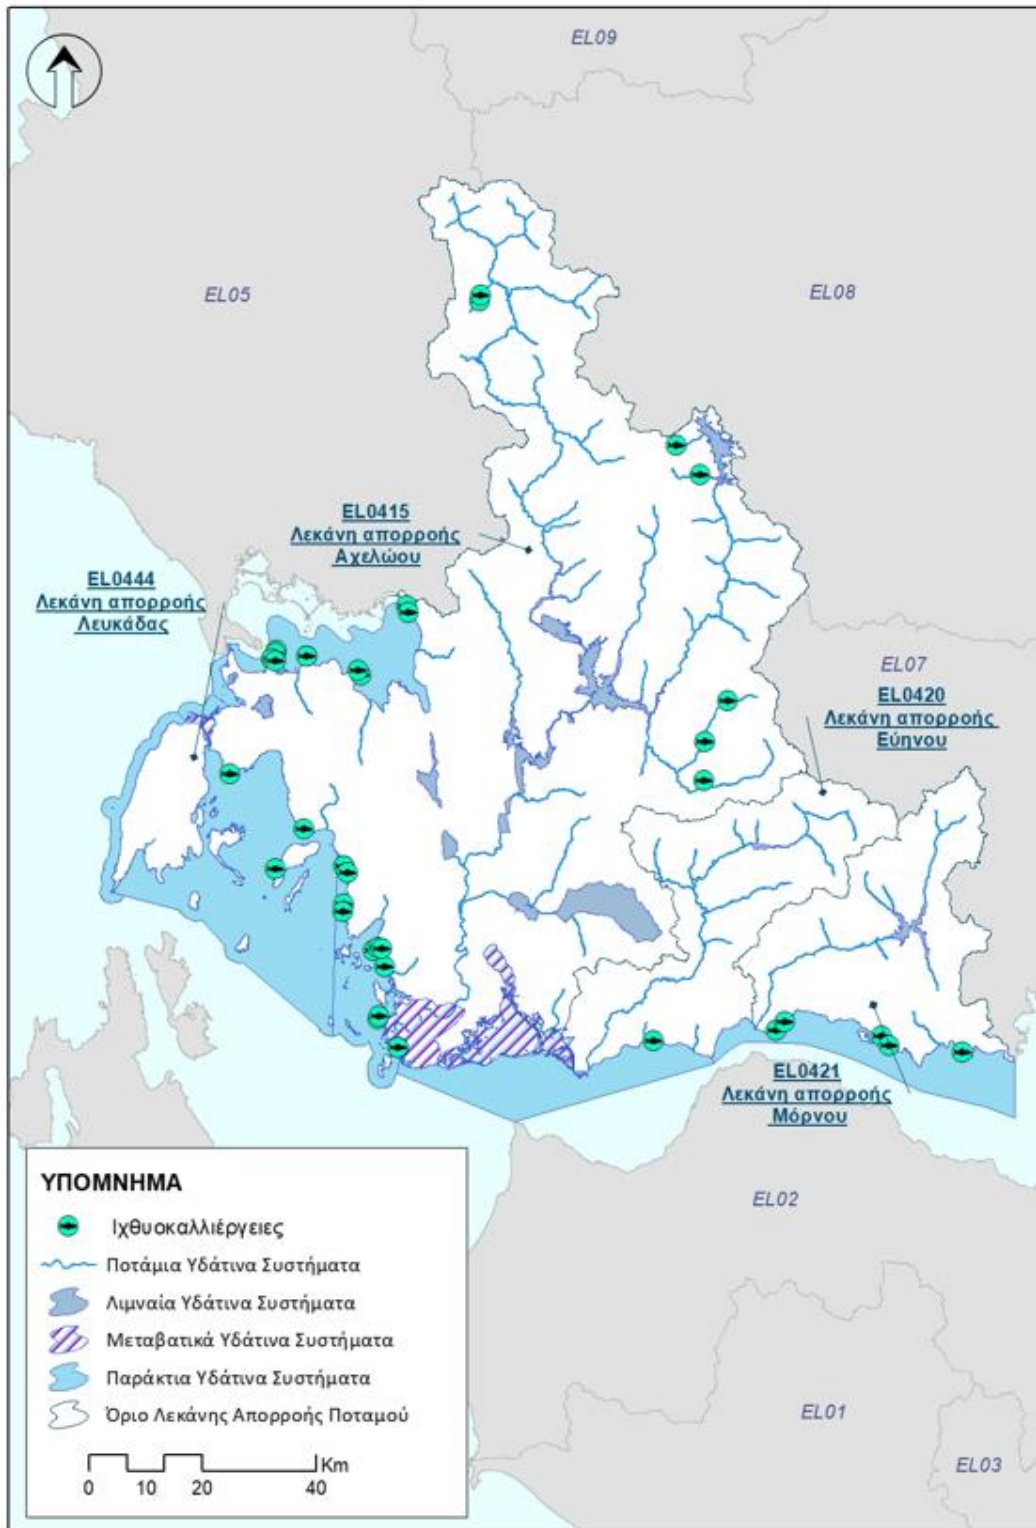 EL09
EL05
EL08
EL0415
Λεκάνη απορροής
Αχελώου
EL0444
Λεκάνη απορροής
Λευκάδας
EL07
EL0420
Λεκάνη απορροής
Εύηνου
EL0421
Λεκάνη απορροής
Μόρνου
EL02
EL01
EL03
ΥΠΟΜΝΗΜΑ
Ιχθυοκαλλιέργειες
Ποτάμια Υδάτινα Συστήματα
Λιμναία Υδάτινα Συστήματα
Μεταβατικά Υδάτινα Συστήματα
Παράκτια Υδάτινα Συστήματα
Όριο Λεκάνης Απορροής Ποταμού
Km
0 10 20 40